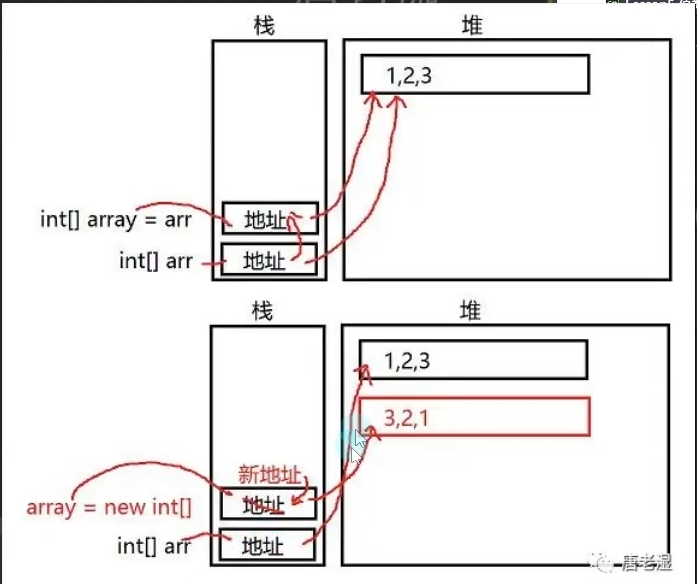 栈 堆
1,2,3
int[] array = arr 地址
int[] arr 地址
栈 堆
1,2,3
3,2,1
新地址
array = new int[] 地址
int[] arr 地址
唐老湿